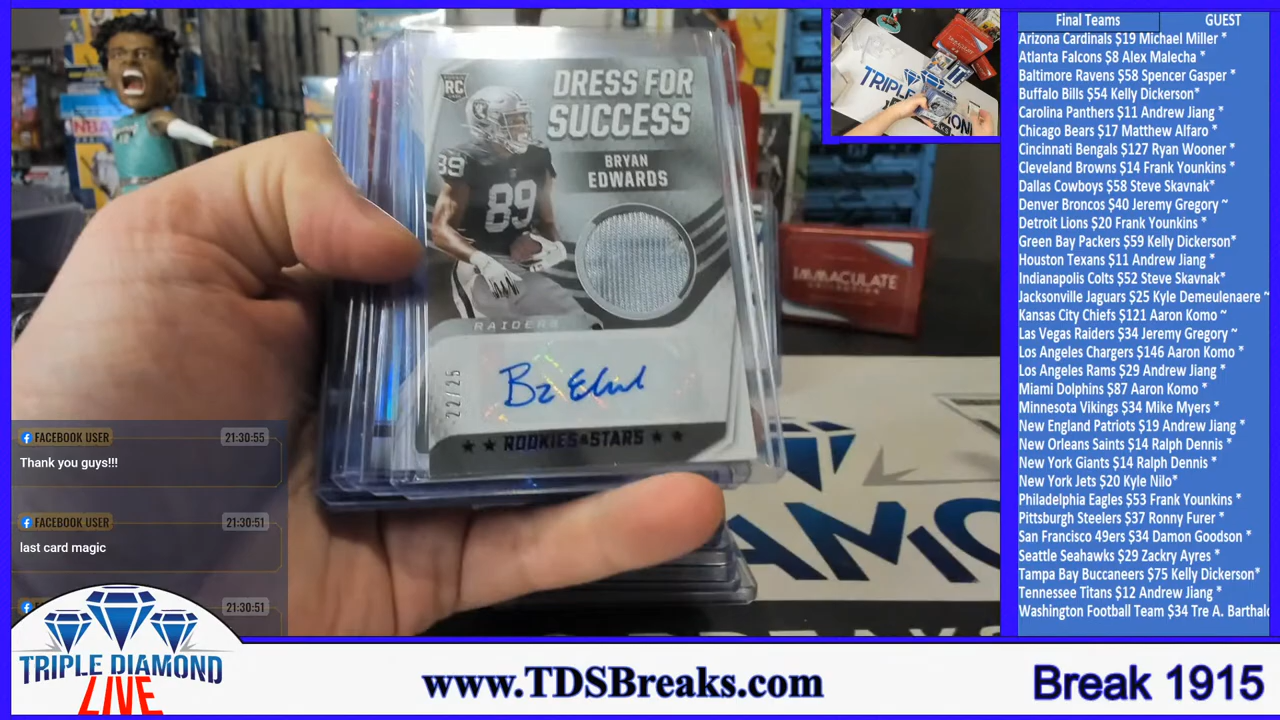 RC
DRESS FOR
SUCCESS
BRYAN
EDWARDS
89
89
RAIDERS
22/25
ROOKIES & STARS
IMMACULATE
COLLECTION
NBA
TRIPLE
FACEBOOK USER
21:30:55
Thank you guys!!!
FACEBOOK USER
21:30:51
last card magic
21:30:51
TRIPLE DIAMOND
LIVE
www.TDSBreaks.com
Break 1915
Final Teams GUEST
Arizona Cardinals $19 Michael Miller *
Atlanta Falcons $8 Alex Malecha *
Baltimore Ravens $58 Spencer Gasper *
Buffalo Bills $54 Kelly Dickerson*
Carolina Panthers $11 Andrew Jiang *
Chicago Bears $17 Matthew Alfaro *
Cincinnati Bengals $127 Ryan Wooner *
Cleveland Browns $14 Frank Younkins *
Dallas Cowboys $58 Steve Skavnak*
Denver Broncos $40 Jeremy Gregory ~
Detroit Lions $20 Frank Younkins *
Green Bay Packers $59 Kelly Dickerson*
Houston Texans $11 Andrew Jiang *
Indianapolis Colts $52 Steve Skavnak*
Jacksonville Jaguars $25 Kyle Demeulenaere ~
Kansas City Chiefs $121 Aaron Komo ~
Las Vegas Raiders $34 Jeremy Gregory ~
Los Angeles Chargers $146 Aaron Komo *
Los Angeles Rams $29 Andrew Jiang *
Miami Dolphins $87 Aaron Komo *
Minnesota Vikings $34 Mike Myers *
New England Patriots $19 Andrew Jiang *
New Orleans Saints $14 Ralph Dennis *
New York Giants $14 Ralph Dennis *
New York Jets $20 Kyle Nilo*
Philadelphia Eagles $53 Frank Younkins *
Pittsburgh Steelers $37 Ronny Furer *
San Francisco 49ers $34 Damon Goodson *
Seattle Seahawks $29 Zackry Ayres *
Tampa Bay Buccaneers $75 Kelly Dickerson*
Tennessee Titans $12 Andrew Jiang *
Washington Football Team $34 Tre A. Barthalo